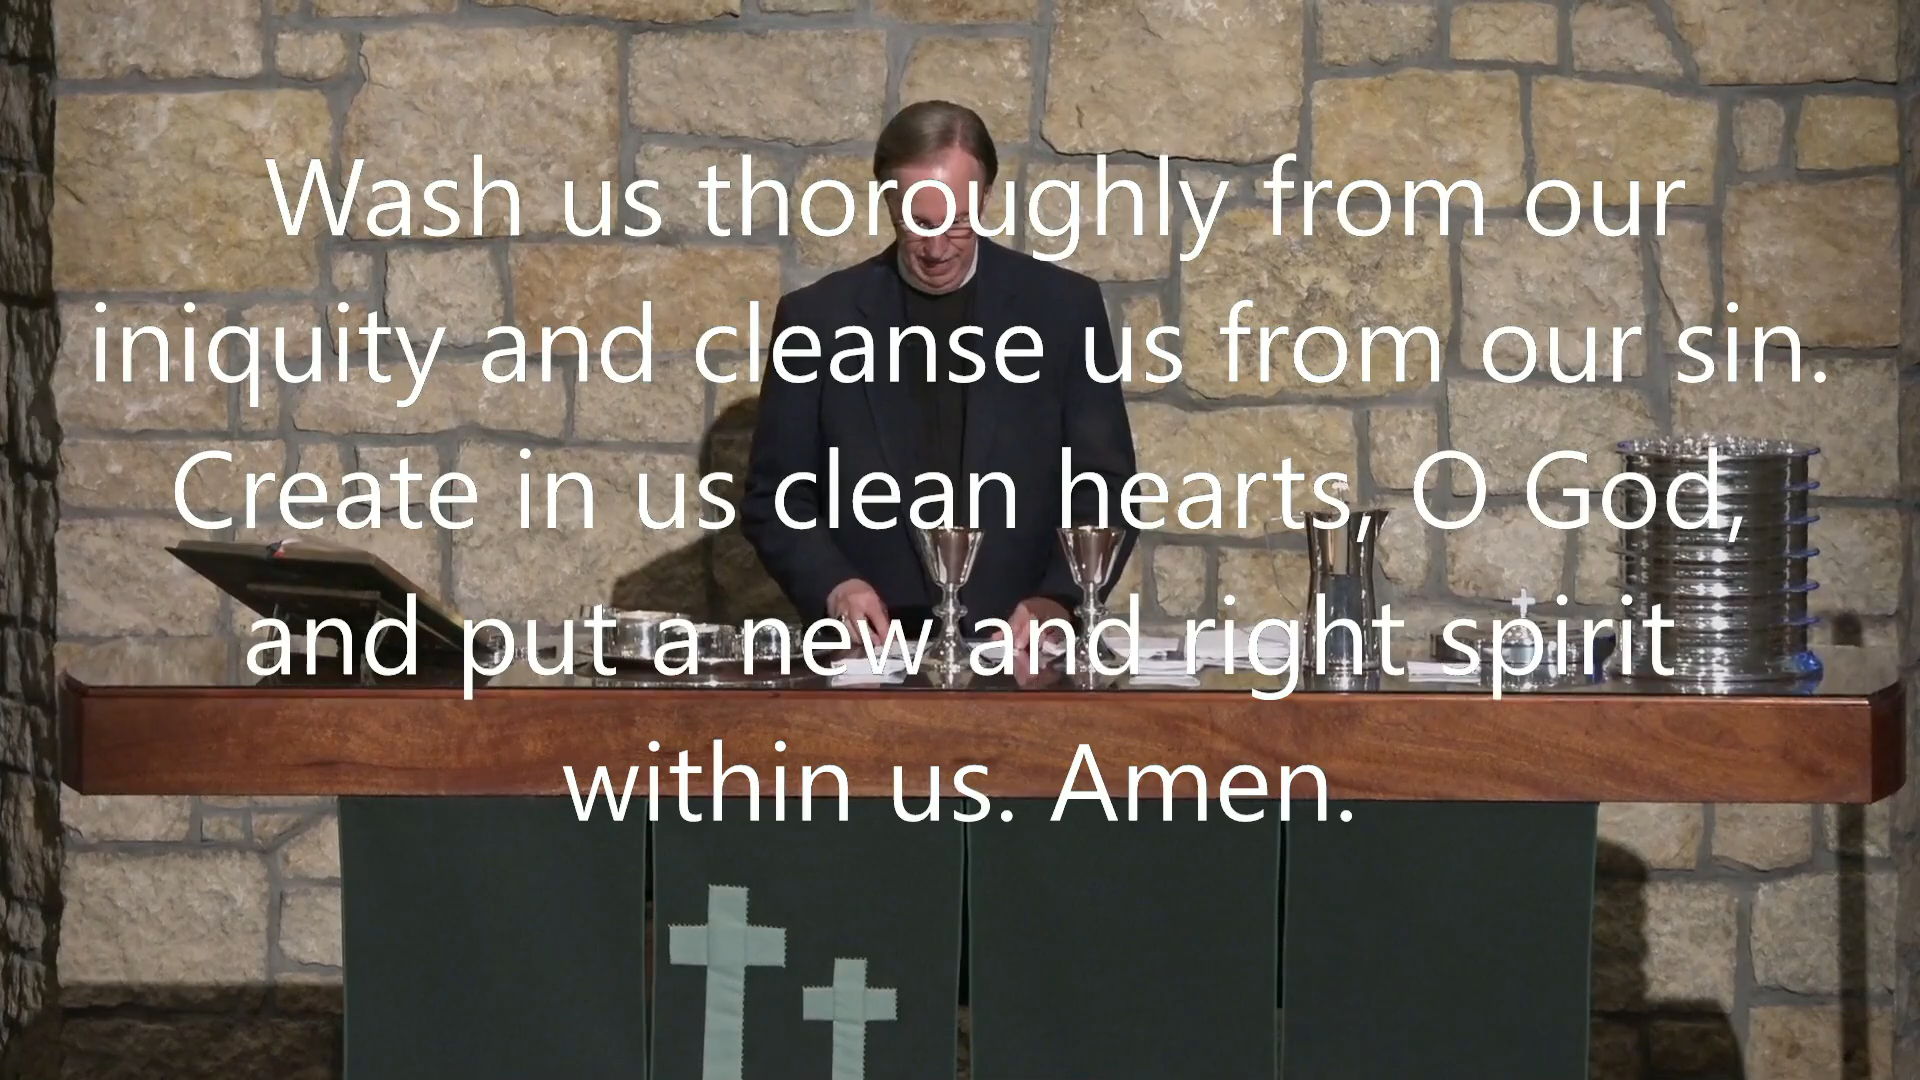 Wash us thoroughly from our
iniquity and cleanse us from our sin.
Create in us clean hearts, O God,
and put a new and right spirit
within us. Amen.